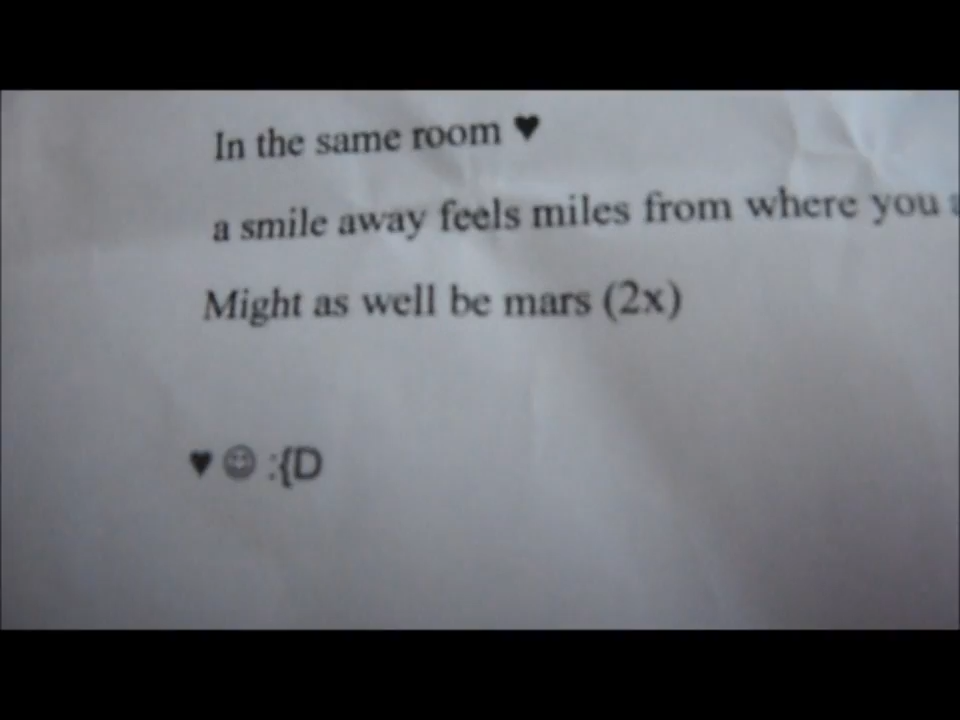 In the same room ♥
a smile away feels miles from where you
Might as well be mars (2x)
♥ ☺ :{D